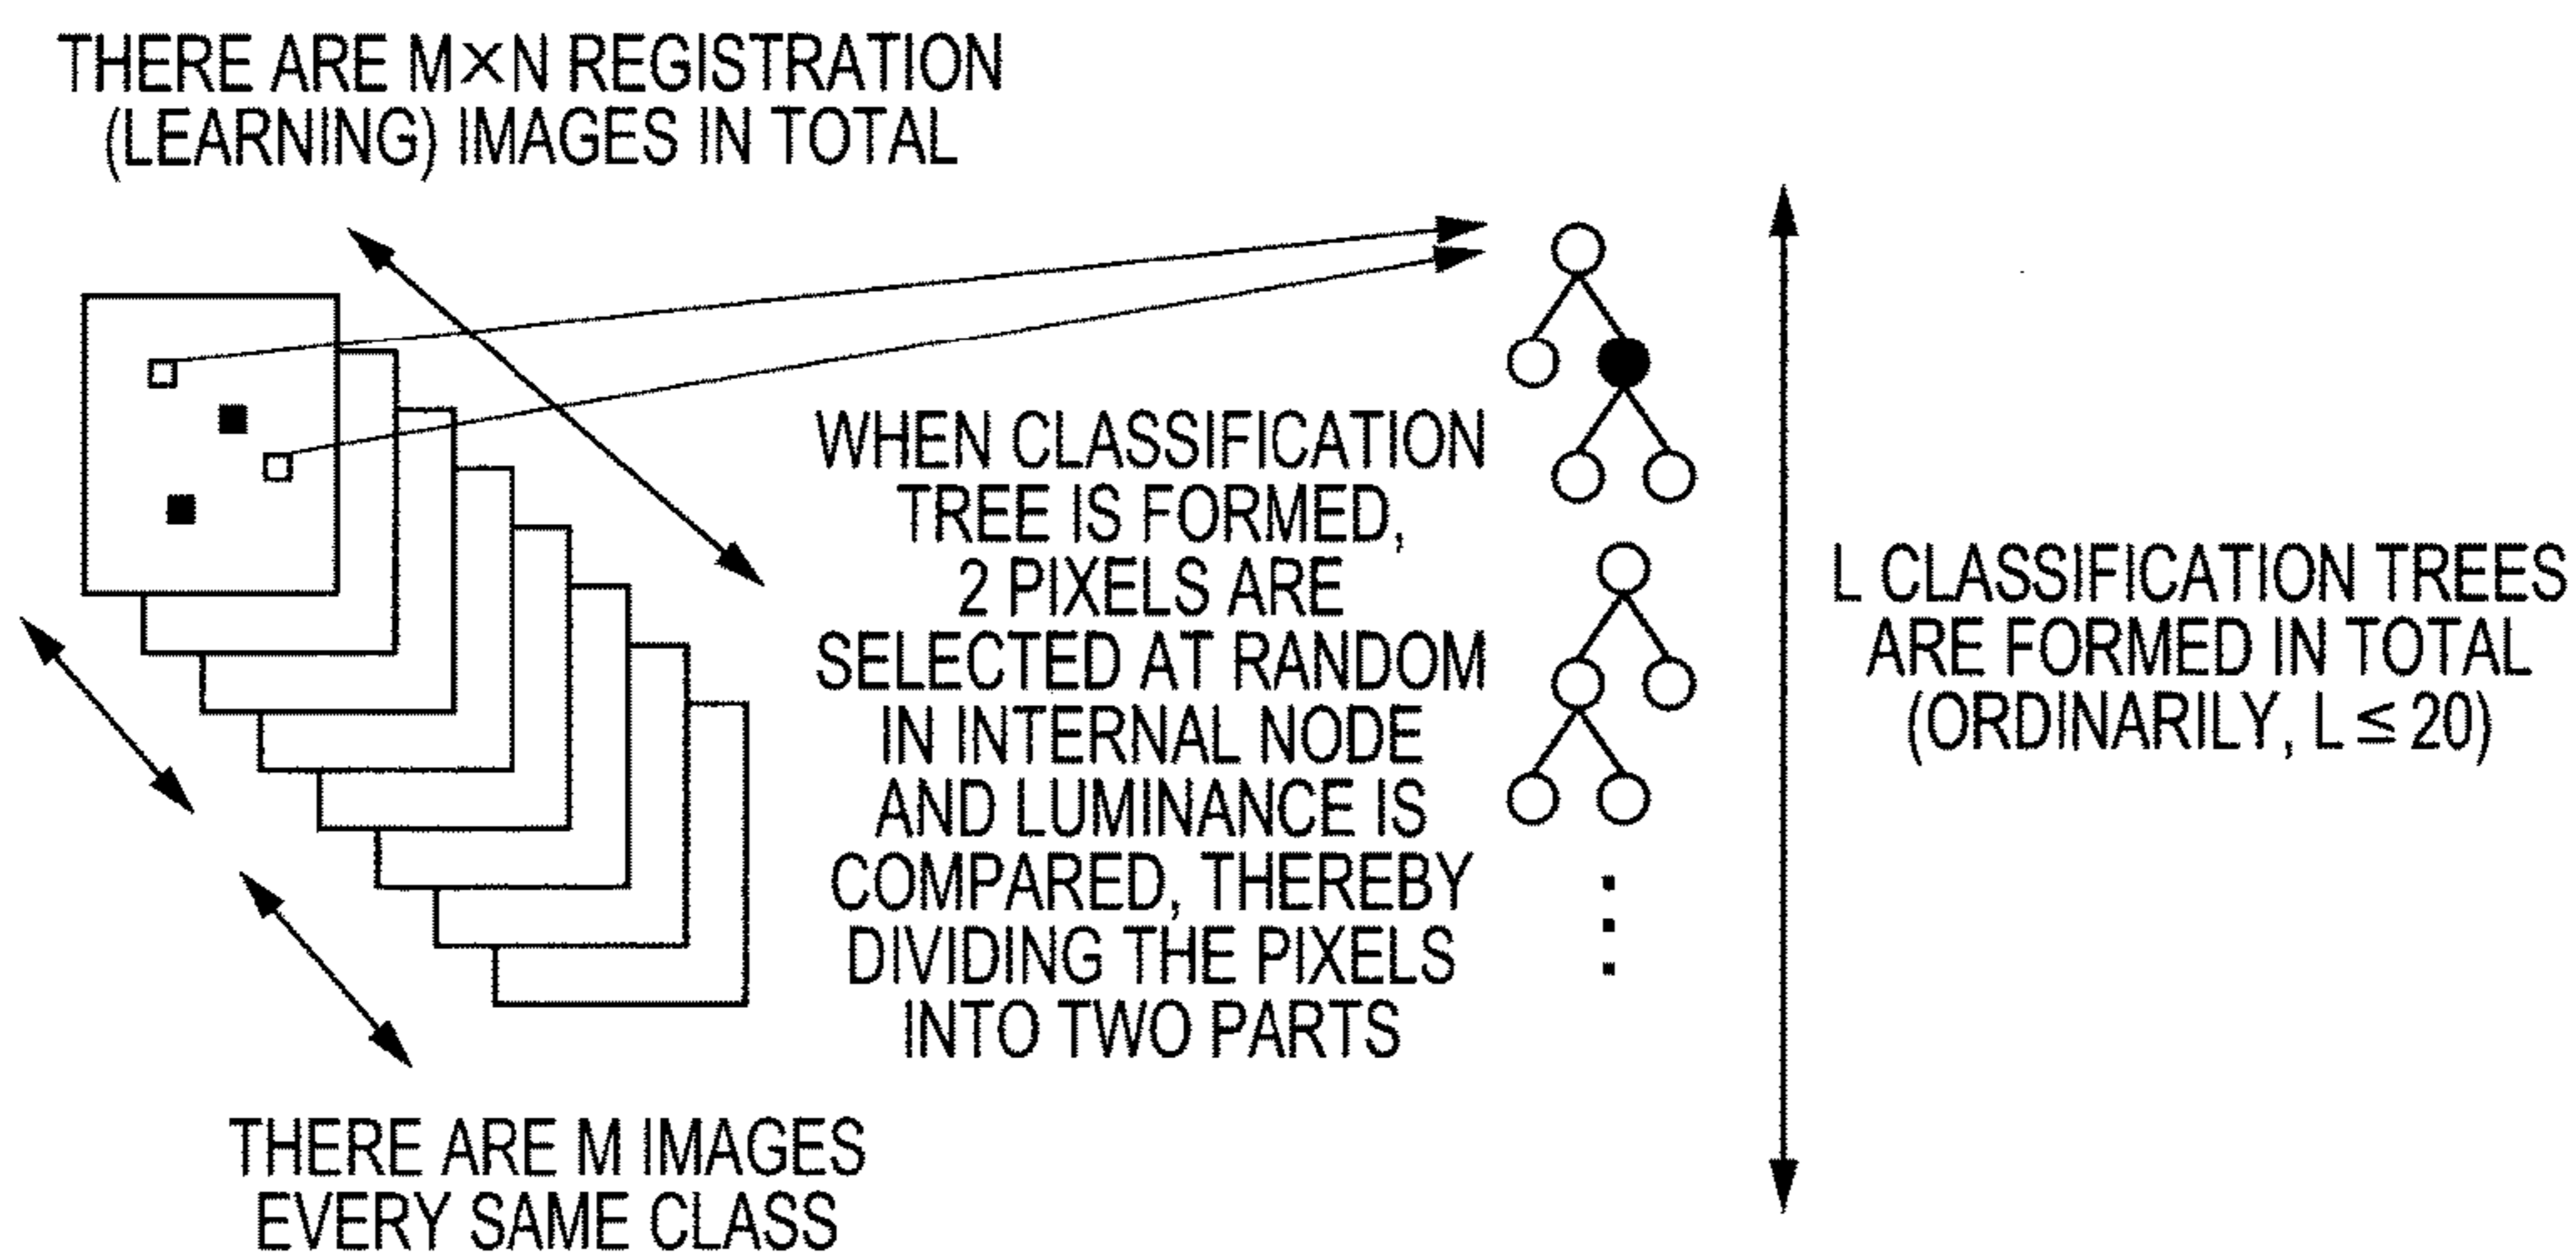 THERE ARE M×N REGISTRATION
(LEARNING) IMAGES IN TOTAL
WHEN CLASSIFICATION
TREE IS FORMED,
2 PIXELS ARE
SELECTED AT RANDOM
IN INTERNAL NODE
AND LUMINANCE IS
COMPARED, THEREBY
DIVIDING THE PIXELS
INTO TWO PARTS
L CLASSIFICATION TREES
ARE FORMED IN TOTAL
(ORDINARILY, L ≤ 20)
THERE ARE M IMAGES
EVERY SAME CLASS